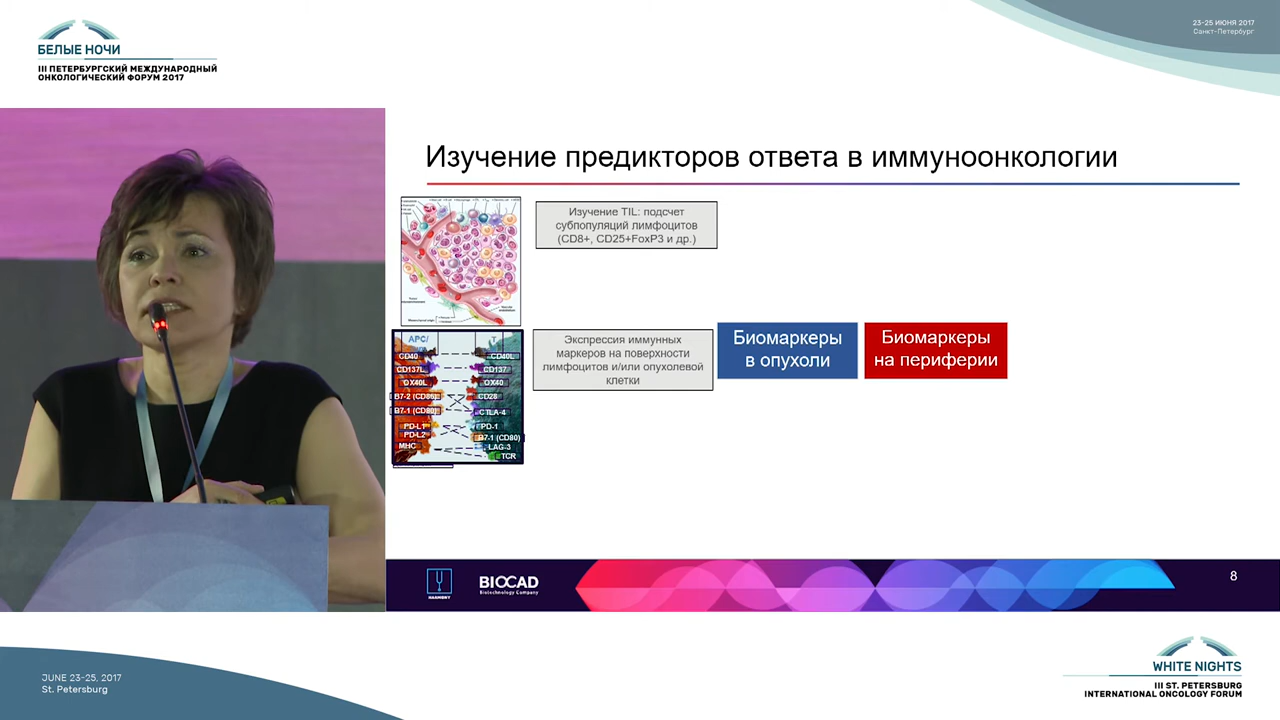 БЕЛЫЕ НОЧИ
III ПЕТЕРБУРГСКИЙ МЕЖДУНАРОДНЫЙ
ОНКОЛОГИЧЕСКИЙ ФОРУМ 2017
23-25 ИЮНЯ 2017
Санкт-Петербург
Изучение предикторов ответа в иммуноонкологии
Изучение TIL: подсчет
субпопуляций лимфоцитов
(CD8+, CD25+FoxP3 и др.)
APC/
T
CD40
CD40L
CD137L
CD137
OX40L
OX40
B7-2 (CD86)
CD28
B7-1 (CD80)
CTLA-4
PD-L1
PD-1
PD-L2
B7-1 (CD80)
MHC
LAG-3
TCR
Экспрессия иммунных
маркеров на поверхности
лимфоцитов и/или опухолевой
клетки
Биомаркеры
в опухоли
Биомаркеры
на периферии
HARMONY
BIOCAD
Biotechnology Company
8
JUNE 23-25, 2017
St. Petersburg
WHITE NIGHTS
III ST. PETERSBURG
INTERNATIONAL ONCOLOGY FORUM